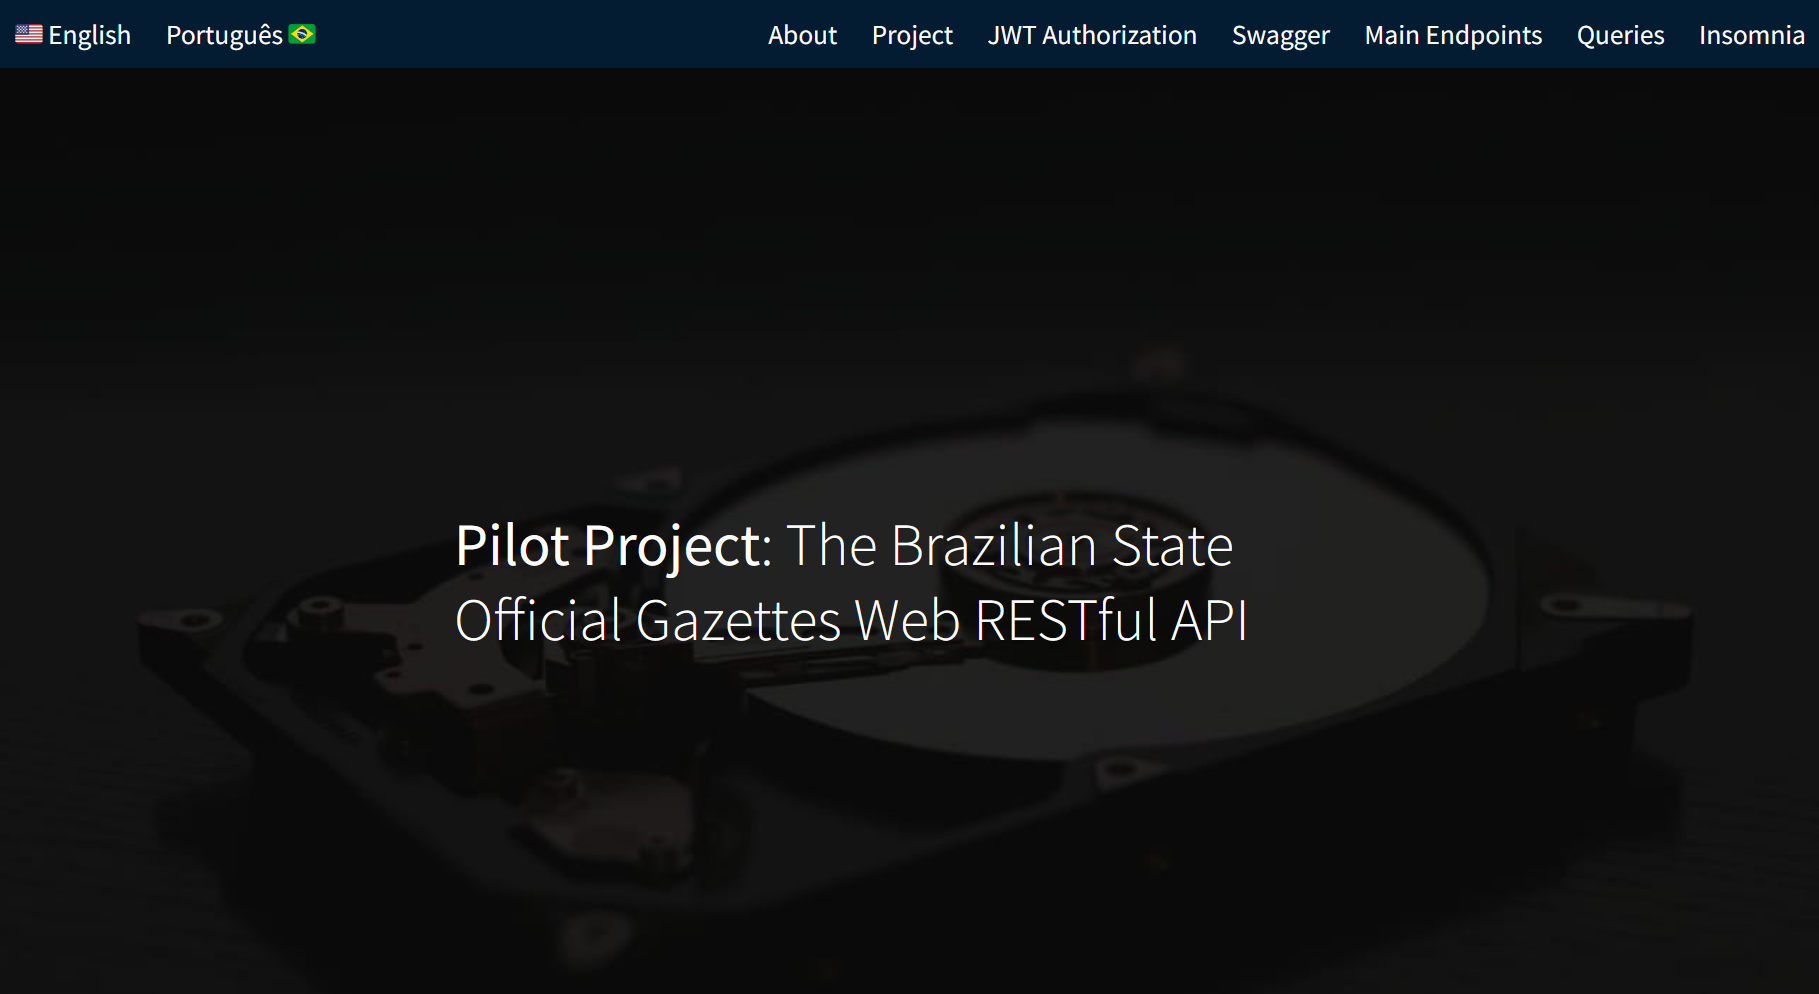 English Português About Project JWT Authorization Swagger Main Endpoints Queries Insomnia
Pilot Project: The Brazilian State
Official Gazettes Web RESTful API